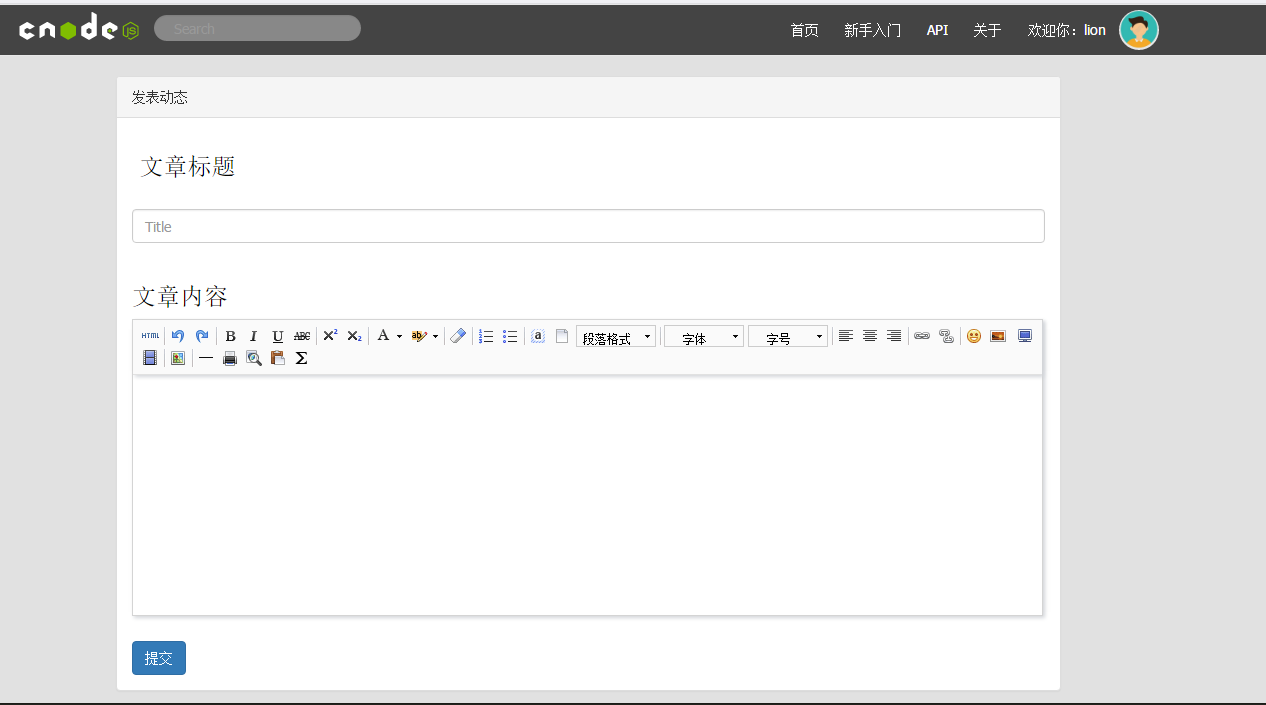 cnode JS
Search
首页 新手入门 API 关于 欢迎你：lion
发表动态
文章标题
Title
文章内容
HTML B I U ABC X² X₂ A ab a 段落格式 字体 字号
Σ
提交